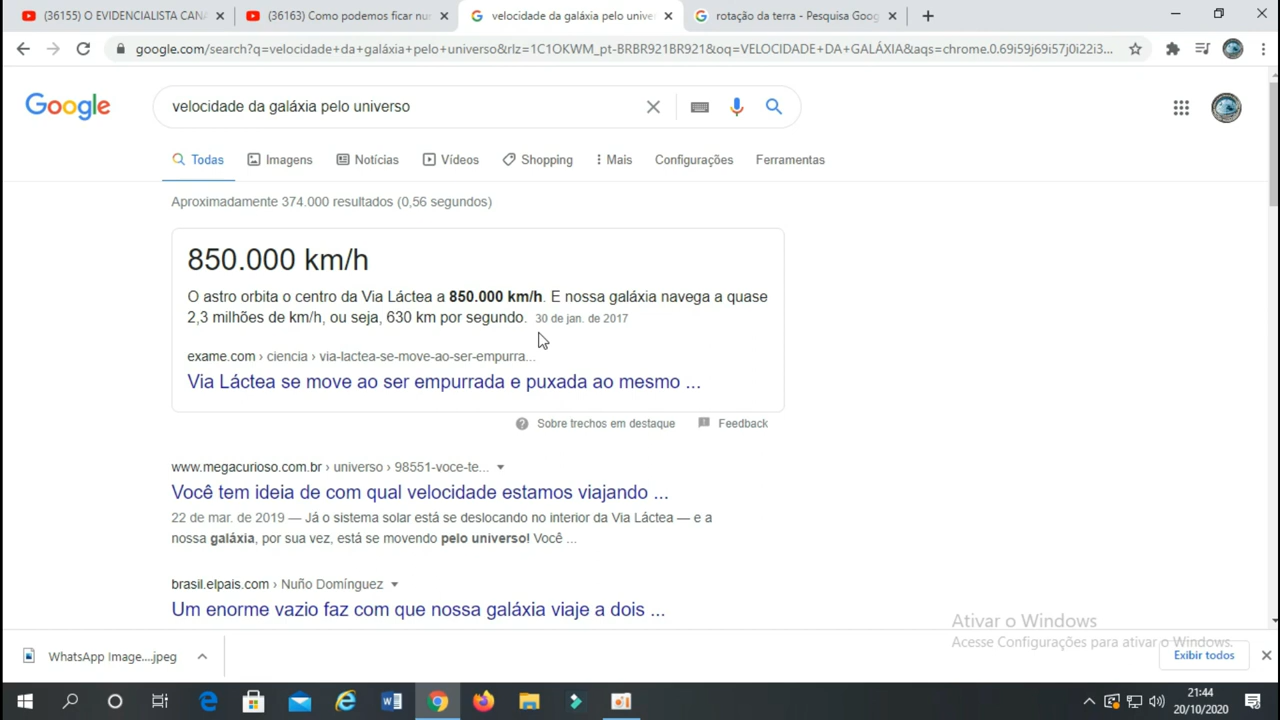 (36155) O EVIDENCIALISTA CANA
(36163) Como podemos ficar nu
velocidade da galáxia pelo unive
rotação da terra - Pesquisa Goog
google.com/search?q=velocidade+da+galáxia+pelo+universo&rlz=1C1OKWM_pt-BRBR921BR921&oq=VELOCIDADE+DA+GALÁXIA&aqs=chrome.0.69i59j69i57j0i22i3...
Google
velocidade da galáxia pelo universo
Todas Imagens Notícias Vídeos Shopping Mais Configurações Ferramentas
Aproximadamente 374.000 resultados (0,56 segundos)
850.000 km/h
O astro orbita o centro da Via Láctea a 850.000 km/h. E nossa galáxia navega a quase
2,3 milhões de km/h, ou seja, 630 km por segundo. 30 de jan. de 2017
exame.com › ciencia › via-lactea-se-move-ao-ser-empurra...
Via Láctea se move ao ser empurrada e puxada ao mesmo ...
Sobre trechos em destaque Feedback
www.megacurioso.com.br › universo › 98551-voce-te...
Você tem ideia de com qual velocidade estamos viajando ...
22 de mar. de 2019 — Já o sistema solar está se deslocando no interior da Via Láctea — e a
nossa galáxia, por sua vez, está se movendo pelo universo! Você ...
brasil.elpais.com › Nuño Domínguez
Um enorme vazio faz com que nossa galáxia viaje a dois ...
Ativar o Windows
Acesse Configurações para ativar o Windows.
WhatsApp Image....jpeg
Exibir todos
21:44
20/10/2020